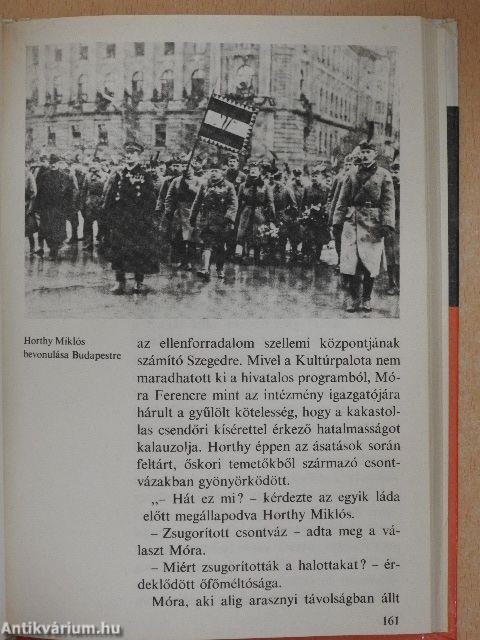 Horthy Miklós
bevonulása Budapestre
az ellenforradalom szellemi központjának
számító Szegedre. Mivel a Kultúrpalota nem
maradhatott ki a hivatalos programból, Mó-
ra Ferencre mint az intézmény igazgatójára
hárult a gyűlölt kötelesség, hogy a kakastol-
las csendőri kísérettel érkező hatalmasságot
kalauzolja. Horthy éppen az ásatások során
feltárt, őskori temetőkből származó csont-
vázakban gyönyörködött.
„– Hát ez mi? – kérdezte az egyik láda
előtt megállapodva Horthy Miklós.
– Zsugorított csontváz – adta meg a vá-
laszt Móra.
– Miért zsugorították a halottakat? – ér-
deklődött őfőméltósága.
Móra, aki alig arasznyi távolságban állt
161
Antikvárium.hu